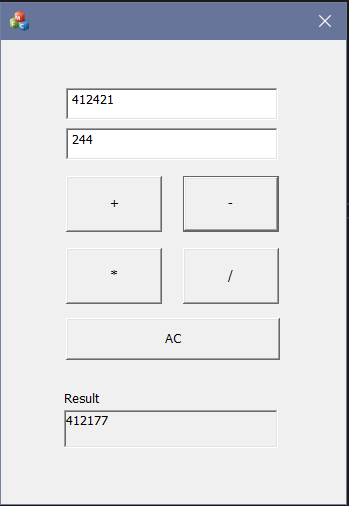 412421
244
+ -
* /
AC
Result
412177